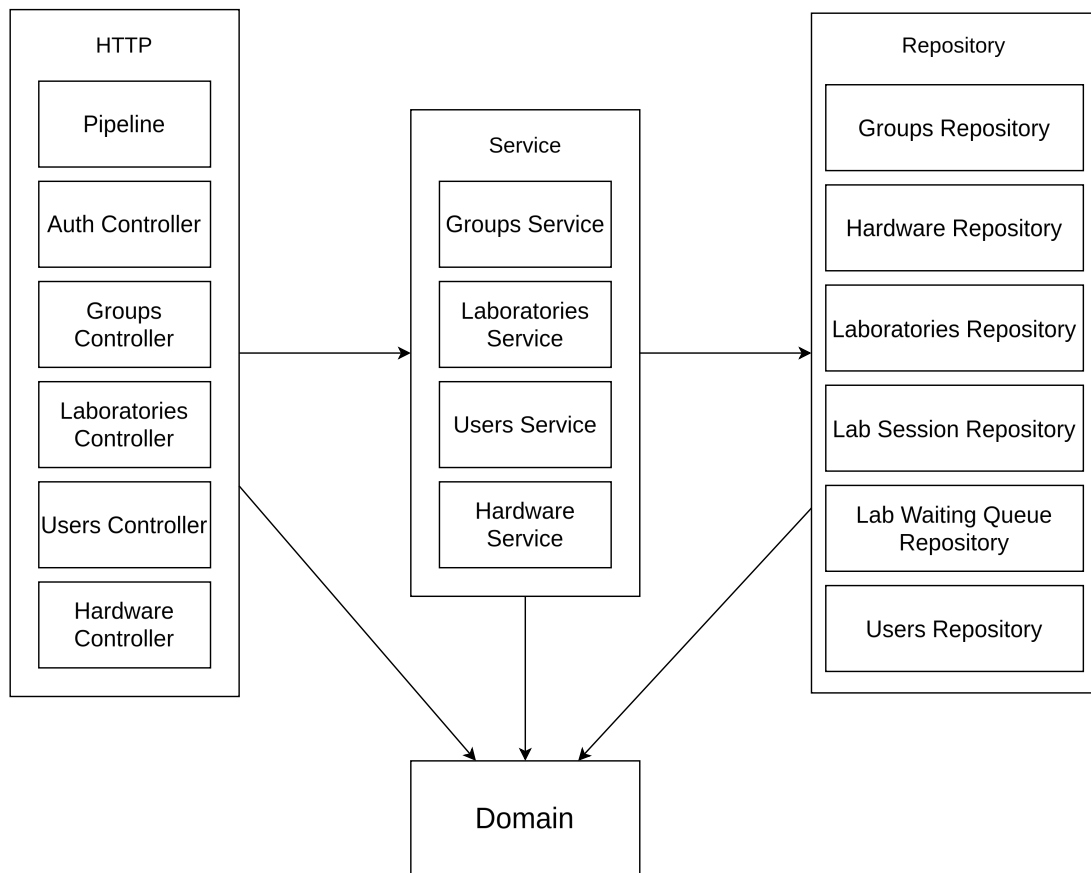 HTTP
Pipeline
Auth Controller
Groups
Controller
Laboratories
Controller
Users Controller
Hardware
Controller
Service
Groups Service
Laboratories
Service
Users Service
Hardware
Service
Repository
Groups Repository
Hardware Repository
Laboratories Repository
Lab Session Repository
Lab Waiting Queue
Repository
Users Repository
Domain